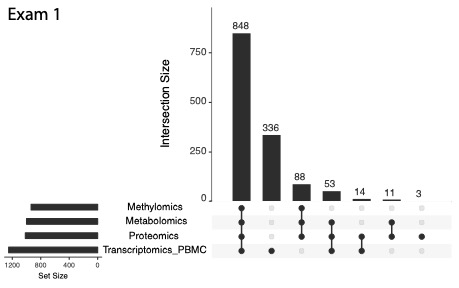 Exam 1
848
336
88
53
14
11
3
Intersection Size
750
500
250
0
Methylomics
Metabolomics
Proteomics
Transcriptomics_PBMC
1200 800 400 0
Set Size